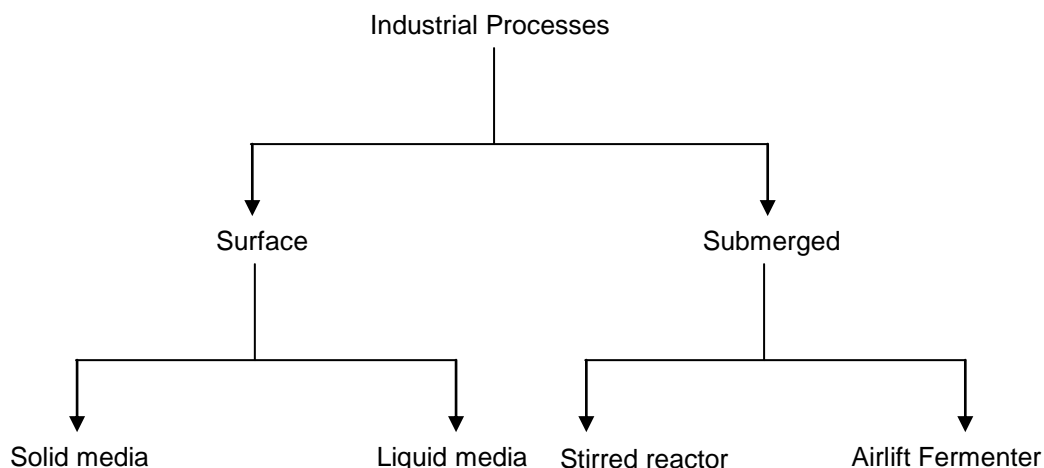 Industrial Processes
Surface
Submerged
Solid media
Liquid media
Stirred reactor
Airlift Fermenter